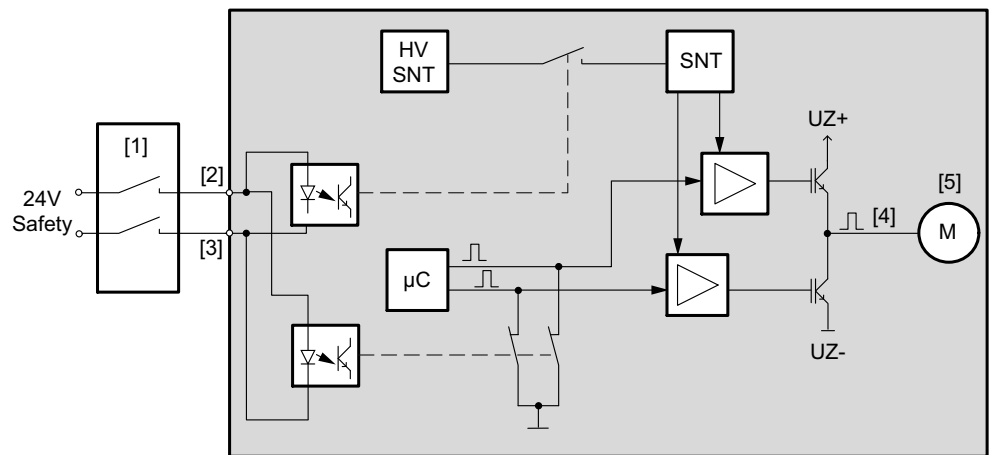 HV
SNT
SNT
UZ+
[1]
[2]
24V
Safety
[3]
[5]
[4]
M
µC
UZ-